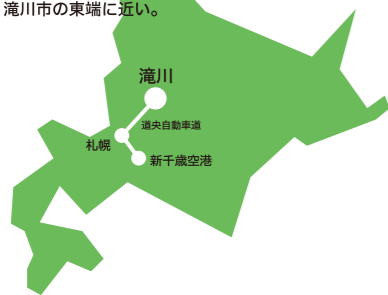 滝川市の東端に近い。
滝川
道央自動車道
札幌
新千歳空港